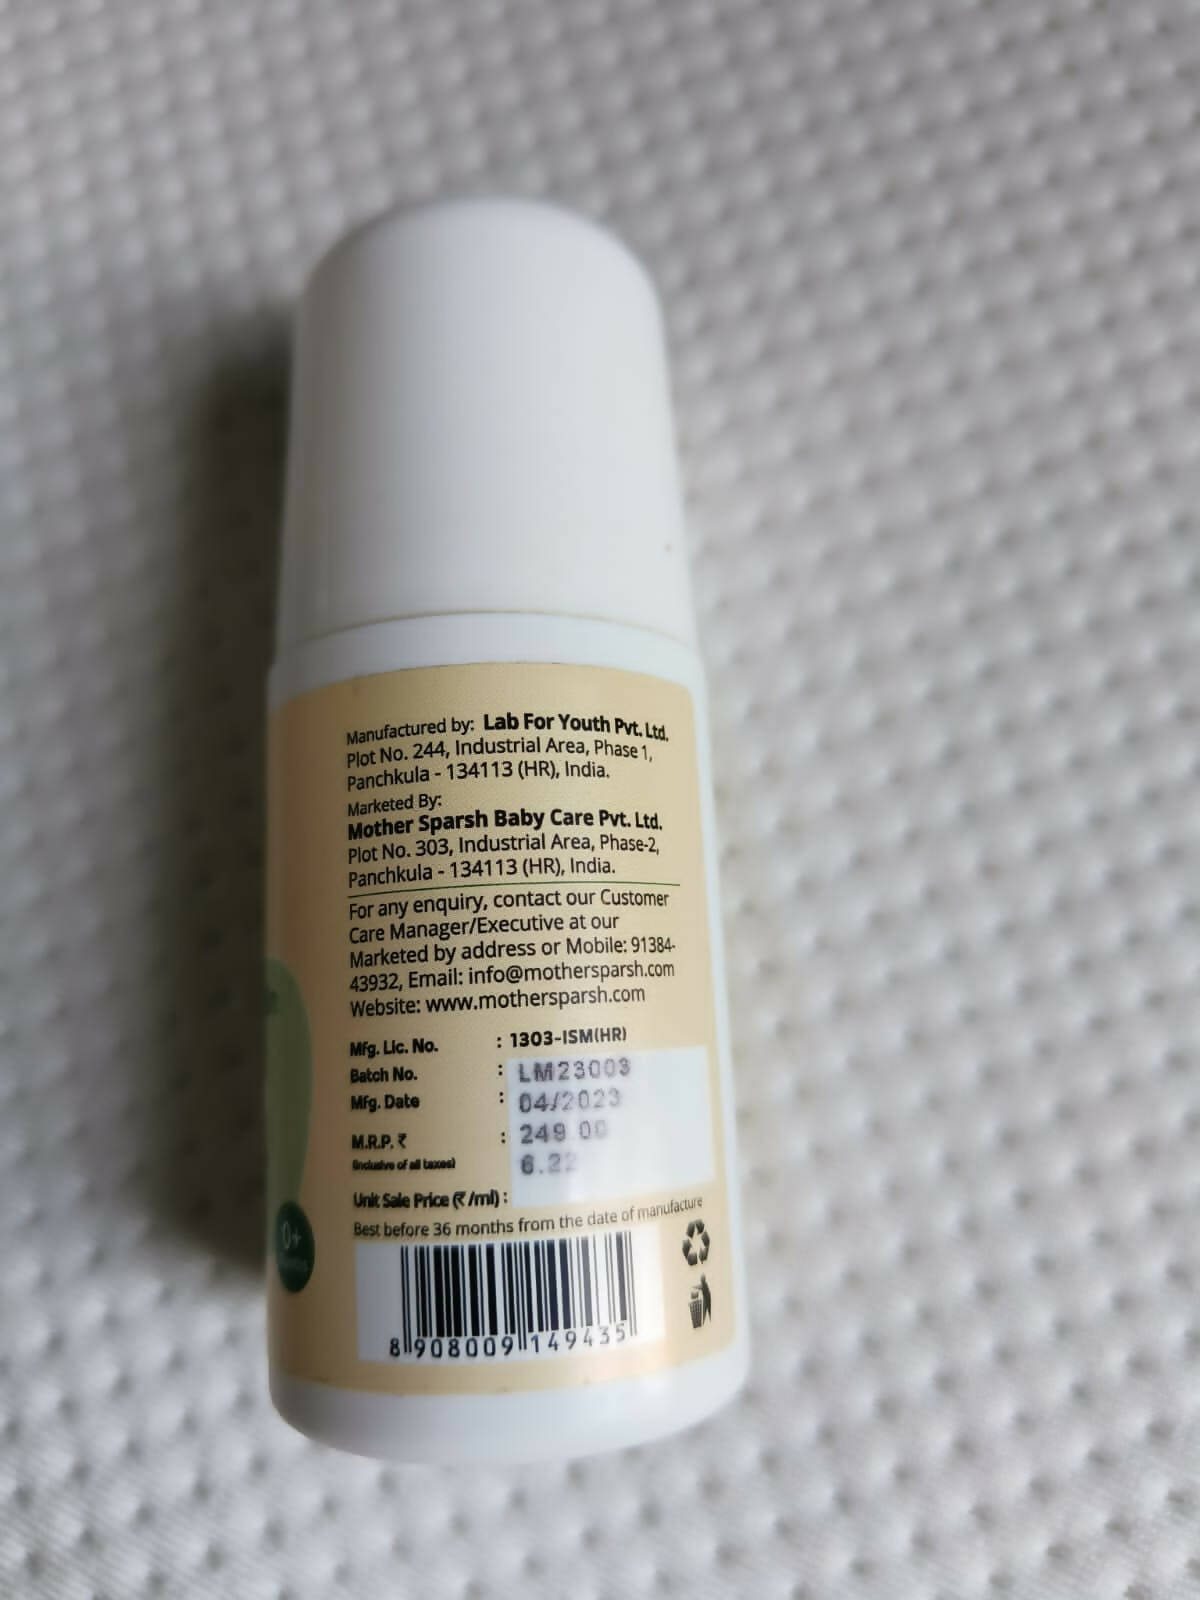 Manufactured by: Lab For Youth Pvt. Ltd.
Plot No. 244, Industrial Area, Phase 1,
Panchkula - 134113 (HR), India.
Marketed By:
Mother Sparsh Baby Care Pvt. Ltd.
Plot No. 303, Industrial Area, Phase-2,
Panchkula - 134113 (HR), India.
For any enquiry, contact our Customer
Care Manager/Executive at our
Marketed by address or Mobile: 91384-
43932, Email: info@mothersparsh.com
Website: www.mothersparsh.com
Mfg. Lic. No. : 1303-ISM(HR)
Batch No. : LM23003
Mfg. Date : 04/2023
M.R.P. ₹ : 249 00
(Inclusive of all taxes) 6.22
Unit Sale Price (₹/ml) :
Best before 36 months from the date of manufacture
0+
8 908009 149435